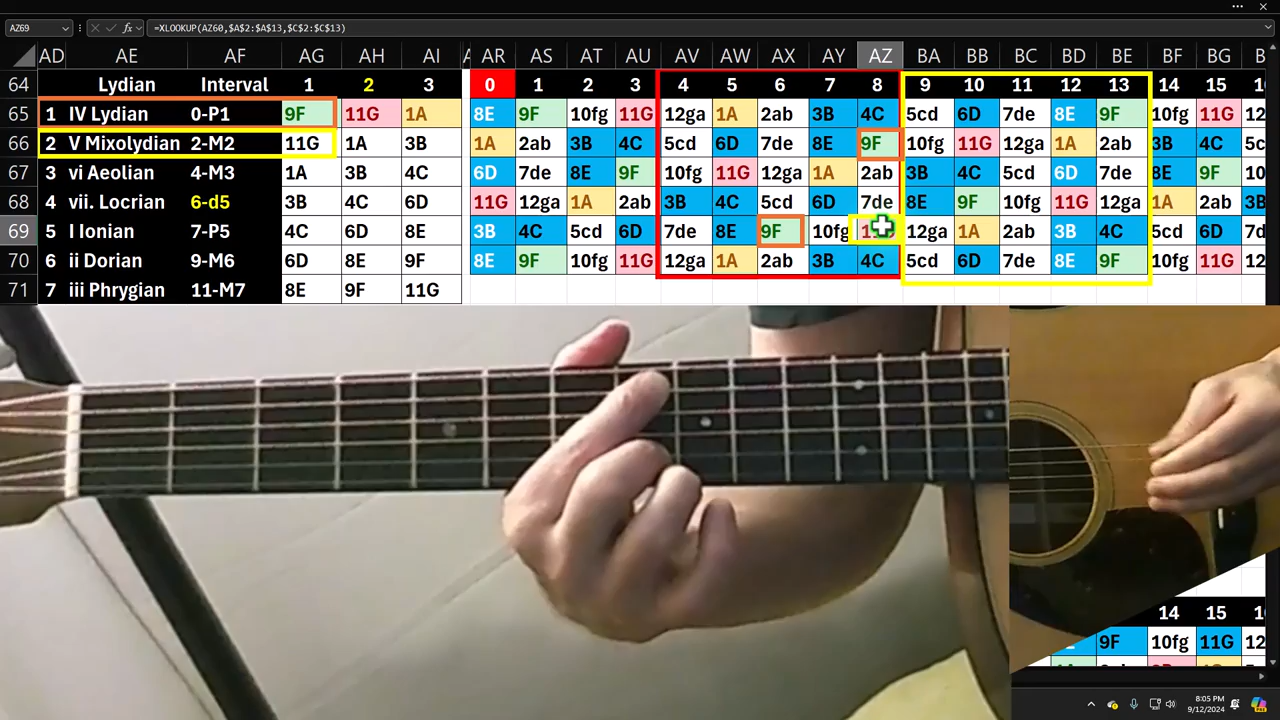 AZ69 fx =XLOOKUP(AZ60,$A$2:$A$13,$C$2:$C$13)
AD AE AF AG AH AI AR AS AT AU AV AW AX AY AZ BA BB BC BD BE BF BG
64 Lydian Interval 1 2 3 0 1 2 3 4 5 6 7 8 9 10 11 12 13 14 15
65 1 IV Lydian 0-P1 9F 11G 1A 8E 9F 10fg 11G 12ga 1A 2ab 3B 4C 5cd 6D 7de 8E 9F 10fg 11G
66 2 V Mixolydian 2-M2 11G 1A 3B 1A 2ab 3B 4C 5cd 6D 7de 8E 9F 10fg 11G 12ga 1A 2ab 3B 4C
67 3 vi Aeolian 4-M3 1A 3B 4C 6D 7de 8E 9F 10fg 11G 12ga 1A 2ab 3B 4C 5cd 6D 7de 8E 9F
68 4 vii. Locrian 6-d5 3B 4C 6D 11G 12ga 1A 2ab 3B 4C 5cd 6D 7de 8E 9F 10fg 11G 12ga 1A 2ab
69 5 I Ionian 7-P5 4C 6D 8E 3B 4C 5cd 6D 7de 8E 9F 10fg 12ga 1A 2ab 3B 4C 5cd 6D
70 6 ii Dorian 9-M6 6D 8E 9F 8E 9F 10fg 11G 12ga 1A 2ab 3B 4C 5cd 6D 7de 8E 9F 10fg 11G
71 7 iii Phrygian 11-M7 8E 9F 11G
14 15
9F 10fg 11G
8:05 PM
9/12/2024